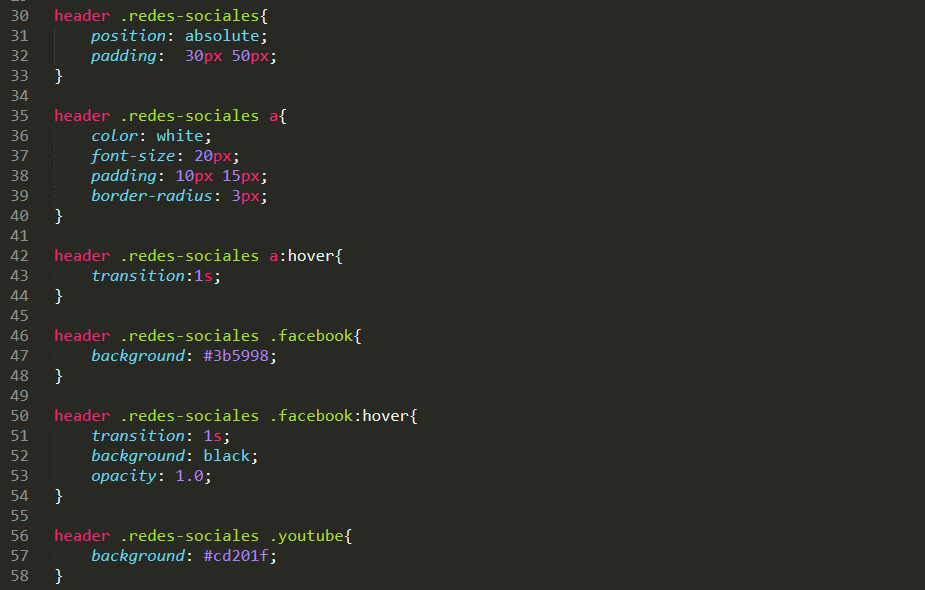 30 header .redes-sociales{
31     position: absolute;
32     padding:  30px 50px;
33 }
34
35 header .redes-sociales a{
36     color: white;
37     font-size: 20px;
38     padding: 10px 15px;
39     border-radius: 3px;
40 }
41
42 header .redes-sociales a:hover{
43     transition:1s;
44 }
45
46 header .redes-sociales .facebook{
47     background: #3b5998;
48 }
49
50 header .redes-sociales .facebook:hover{
51     transition: 1s;
52     background: black;
53     opacity: 1.0;
54 }
55
56 header .redes-sociales .youtube{
57     background: #cd201f;
58 }